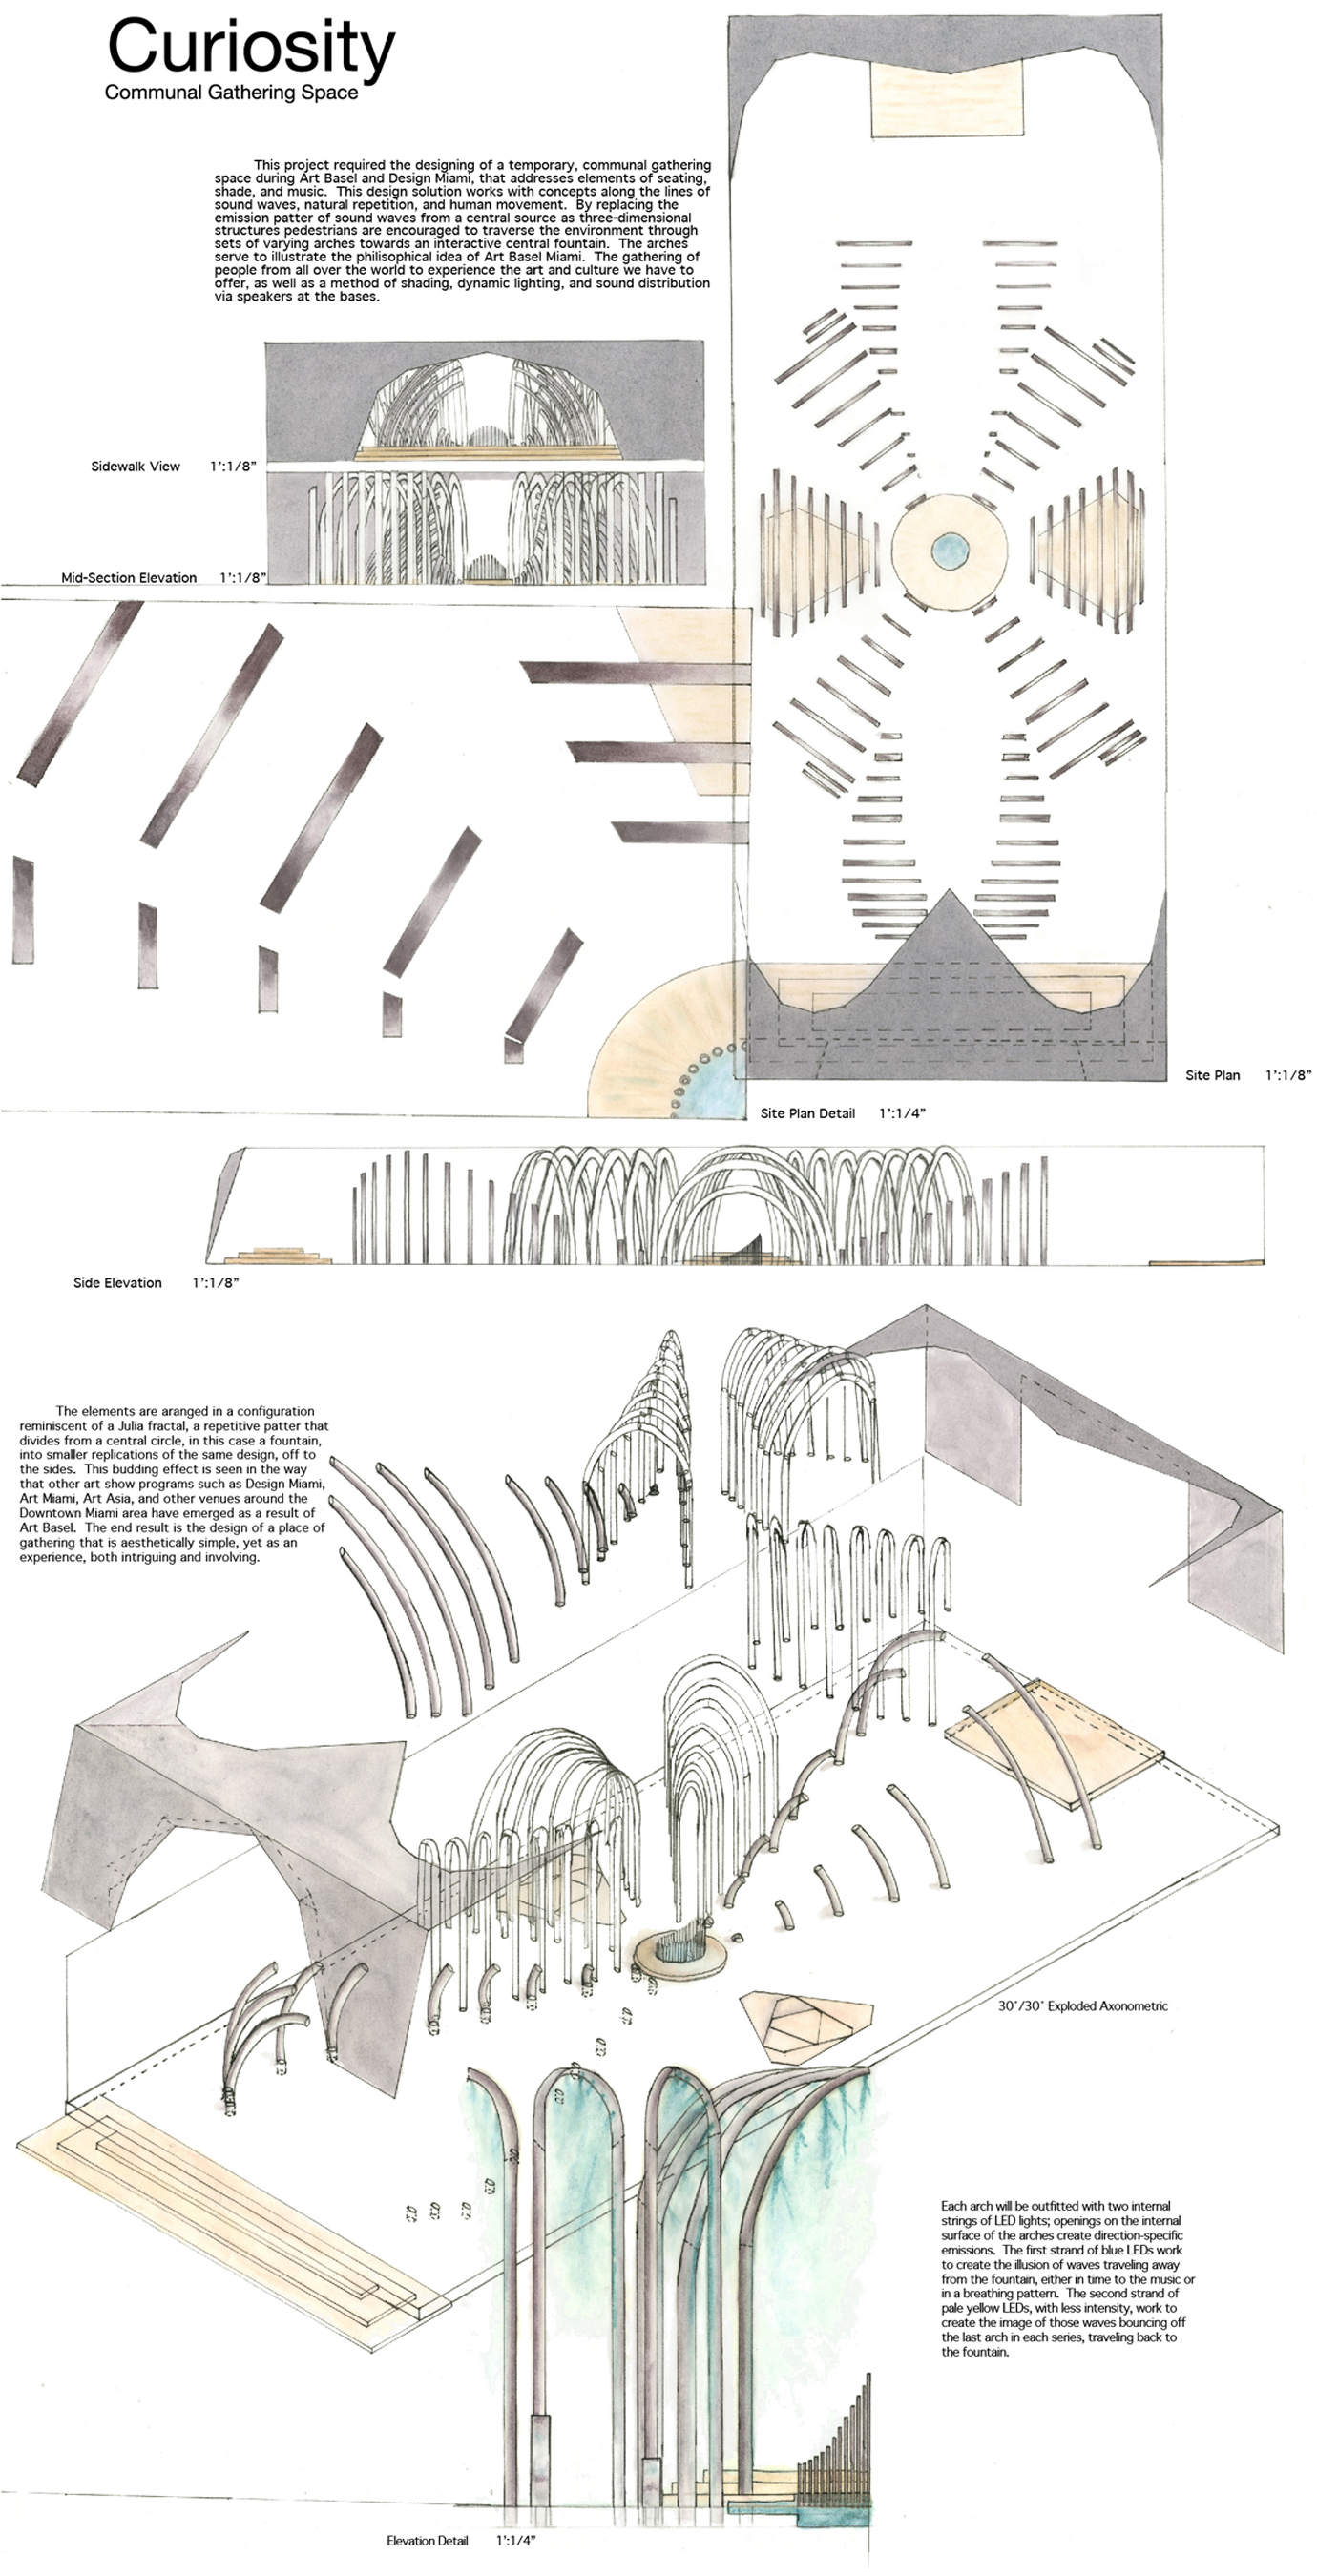 Curiosity
Communal Gathering Space
This project required the designing of a temporary, communal gathering
space during Art Basel and Design Miami, that addresses elements of seating,
shade, and music.  This design solution works with concepts along the lines of
sound waves, natural repetition, and human movement.  By replacing the
emission patter of sound waves from a central source as three-dimensional
structures pedestrians are encouraged to traverse the environment through
sets of varying arches towards an interactive central fountain.  The arches
serve to illustrate the philisophical idea of Art Basel Miami.  The gathering of
people from all over the world to experience the art and culture we have to
offer, as well as a method of shading, dynamic lighting, and sound distribution
via speakers at the bases.
Sidewalk View 1':1/8"
Mid-Section Elevation 1':1/8"
Site Plan 1':1/8"
Site Plan Detail 1':1/4"
Side Elevation 1':1/8"
The elements are aranged in a configuration
reminiscent of a Julia fractal, a repetitive patter that
divides from a central circle, in this case a fountain,
into smaller replications of the same design, off to
the sides.  This budding effect is seen in the way
that other art show programs such as Design Miami,
Art Miami, Art Asia, and other venues around the
Downtown Miami area have emerged as a result of
Art Basel.  The end result is the design of a place of
gathering that is aesthetically simple, yet as an
experience, both intriguing and involving.
30°/30° Exploded Axonometric
Each arch will be outfitted with two internal
strings of LED lights; openings on the internal
surface of the arches create direction-specific
emissions.  The first strand of blue LEDs work
to create the illusion of waves traveling away
from the fountain, either in time to the music or
in a breathing pattern.  The second strand of
pale yellow LEDs, with less intensity, work to
create the image of those waves bouncing off
the last arch in each series, traveling back to
the fountain.
Elevation Detail 1':1/4"